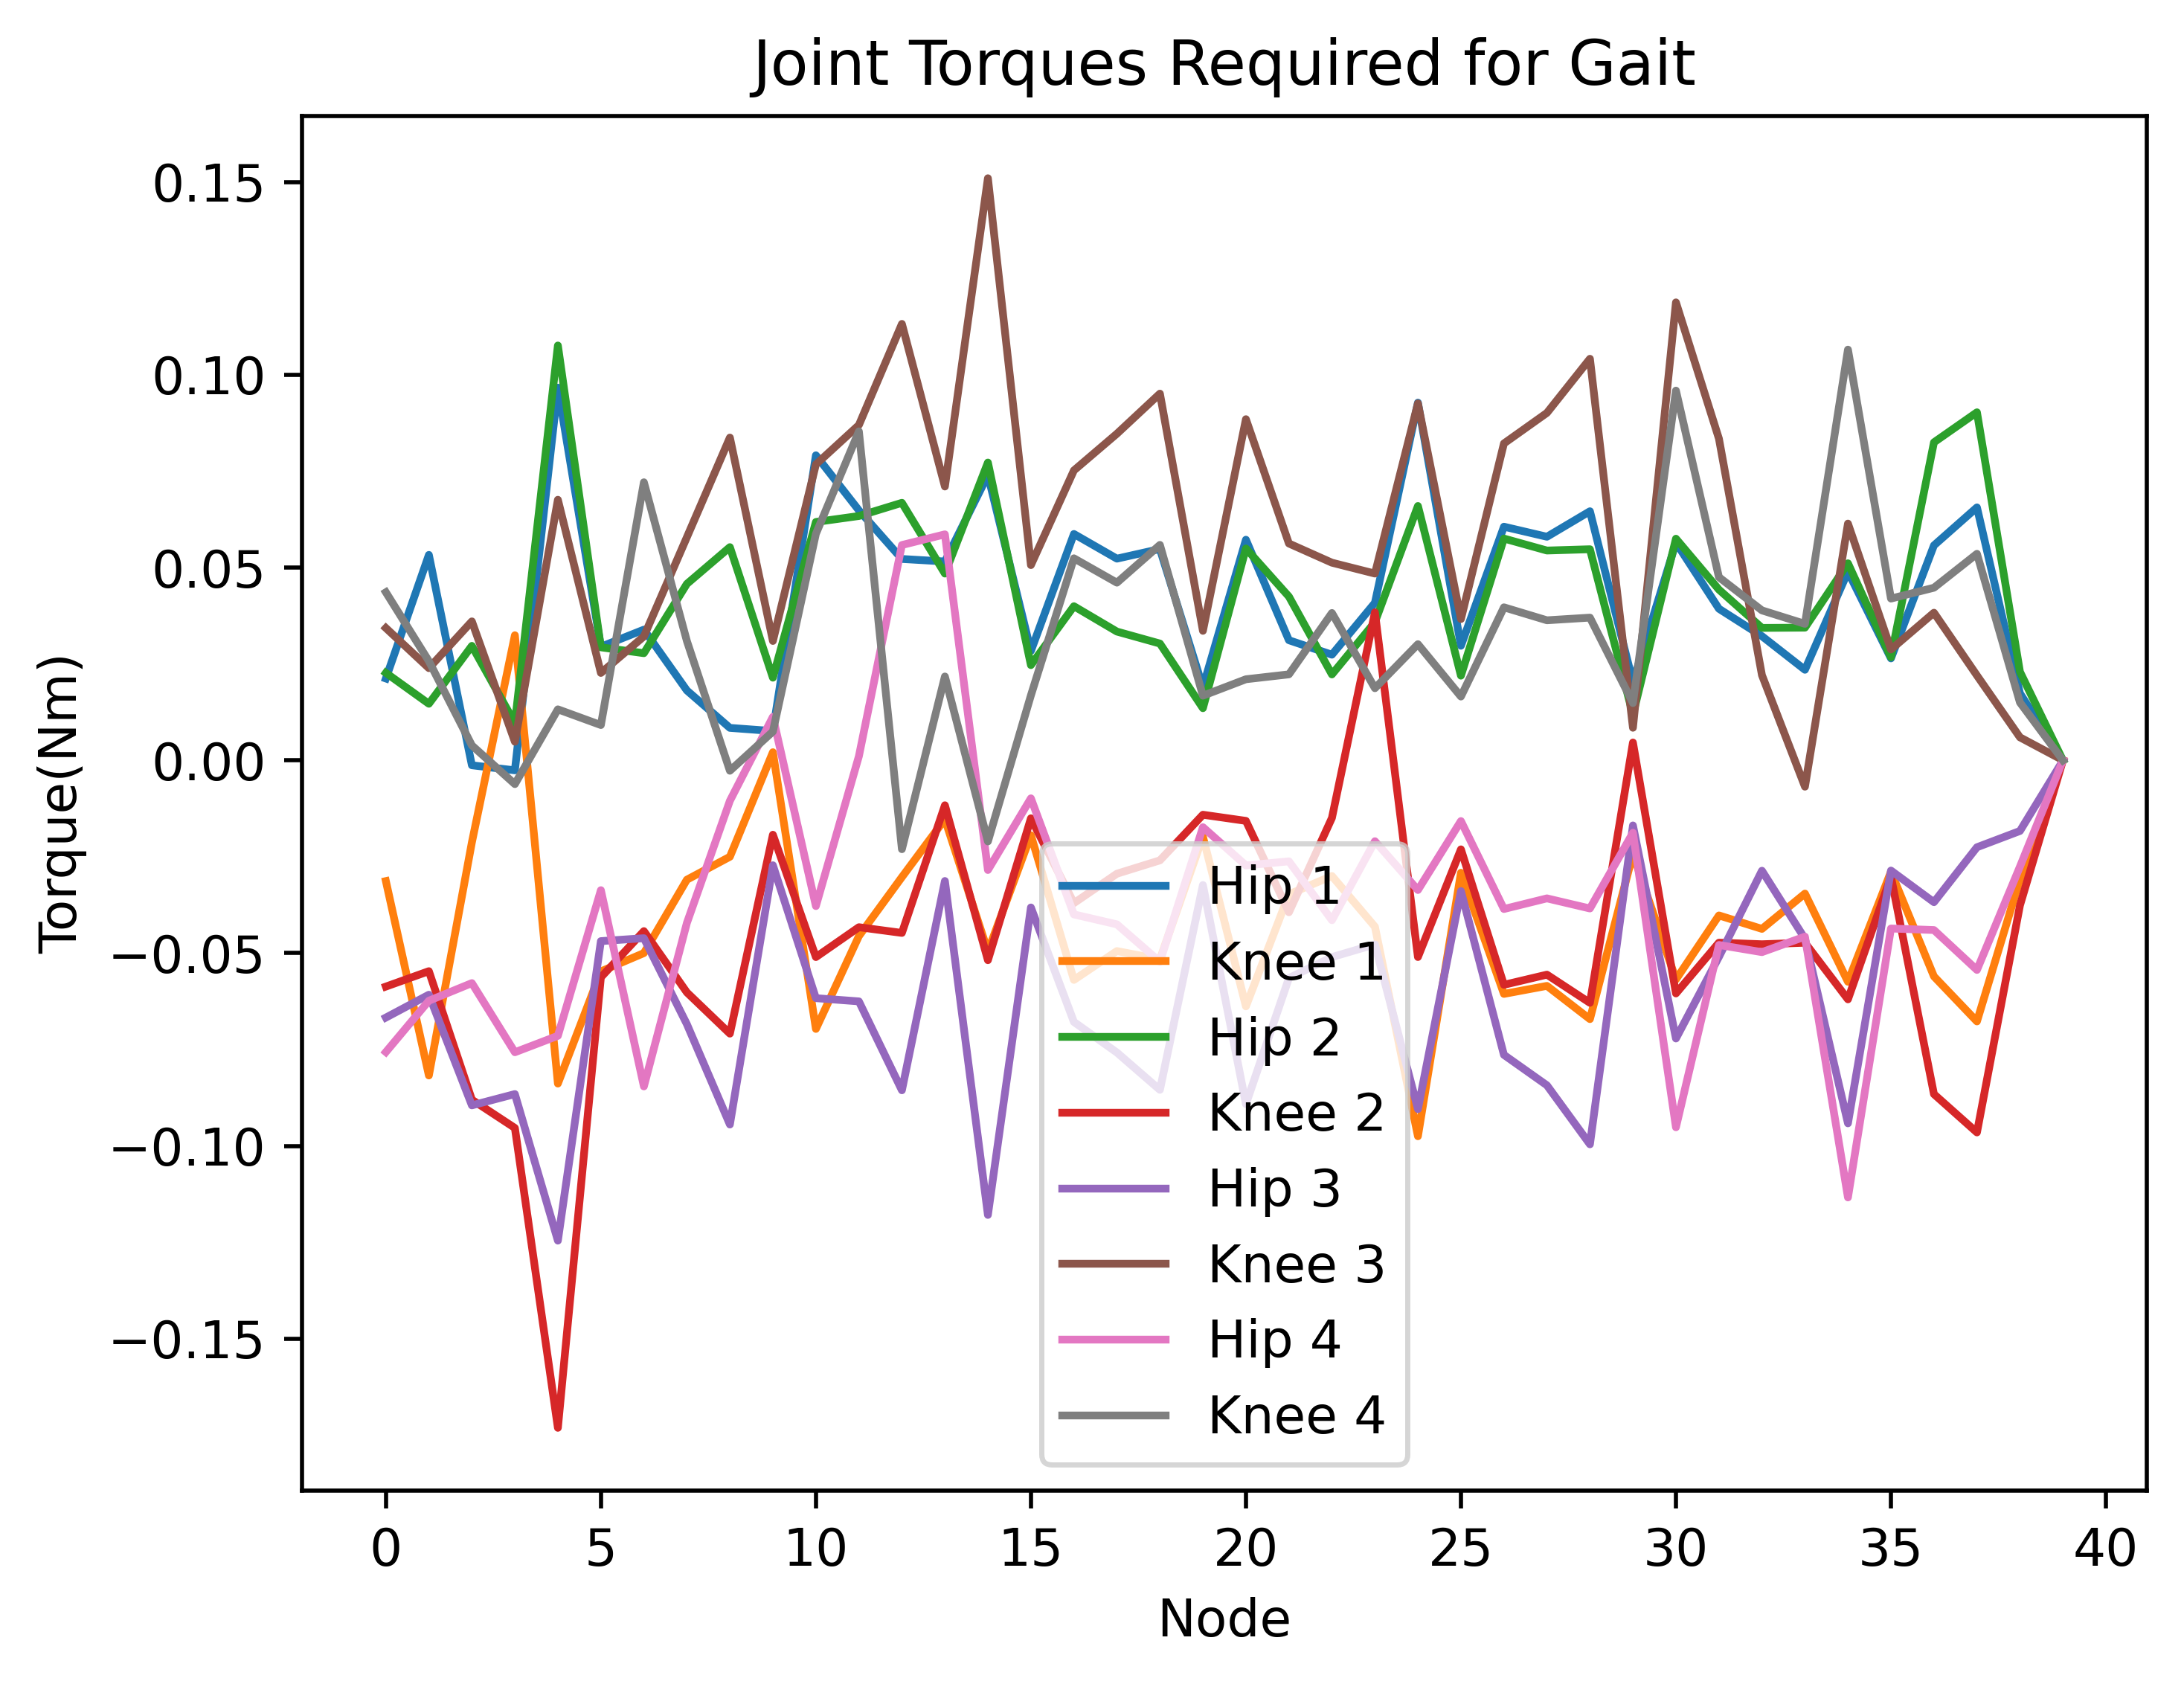 Joint Torques Required for Gait
Torque(Nm)
0.15
0.10
0.05
0.00
−0.05
−0.10
−0.15
Hip 1
Knee 1
Hip 2
Knee 2
Hip 3
Knee 3
Hip 4
Knee 4
0 5 10 15 20 25 30 35 40
Node